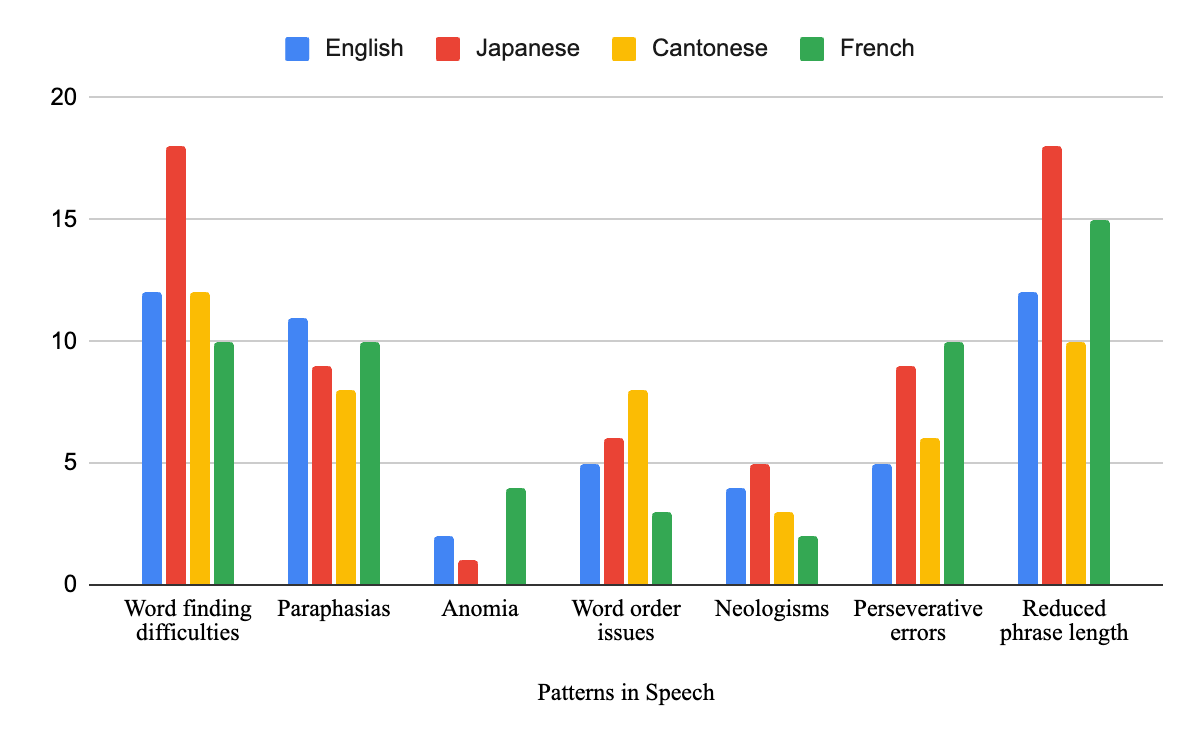 English Japanese Cantonese French
20
15
10
5
0
Word finding difficulties
Paraphasias
Anomia
Word order issues
Neologisms
Perseverative errors
Reduced phrase length
Patterns in Speech